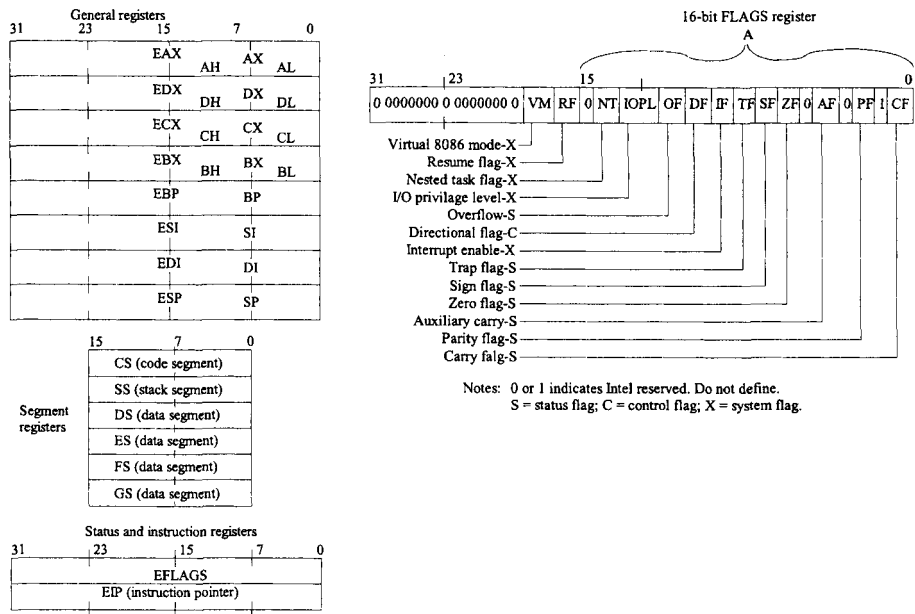 General registers
31 23 15 7 0
EAX AX
AH AL
EDX DX
DH DL
ECX CX
CH CL
EBX BX
BH BL
EBP BP
ESI SI
EDI DI
ESP SP
15 7 0
Segment registers
CS (code segment)
SS (stack segment)
DS (data segment)
ES (data segment)
FS (data segment)
GS (data segment)
Status and instruction registers
31 23 15 7 0
EFLAGS
EIP (instruction pointer)
16-bit FLAGS register
A
31 23 15 0
0 0000000 0 0000000 0 VM RF 0 NT IOPL OF DF IF TF SF ZF 0 AF 0 PF 1 CF
Virtual 8086 mode-X
Resume flag-X
Nested task flag-X
I/O privilage level-X
Overflow-S
Directional flag-C
Interrupt enable-X
Trap flag-S
Sign flag-S
Zero flag-S
Auxiliary carry-S
Parity flag-S
Carry falg-S
Notes: 0 or 1 indicates Intel reserved. Do not define.
S = status flag; C = control flag; X = system flag.